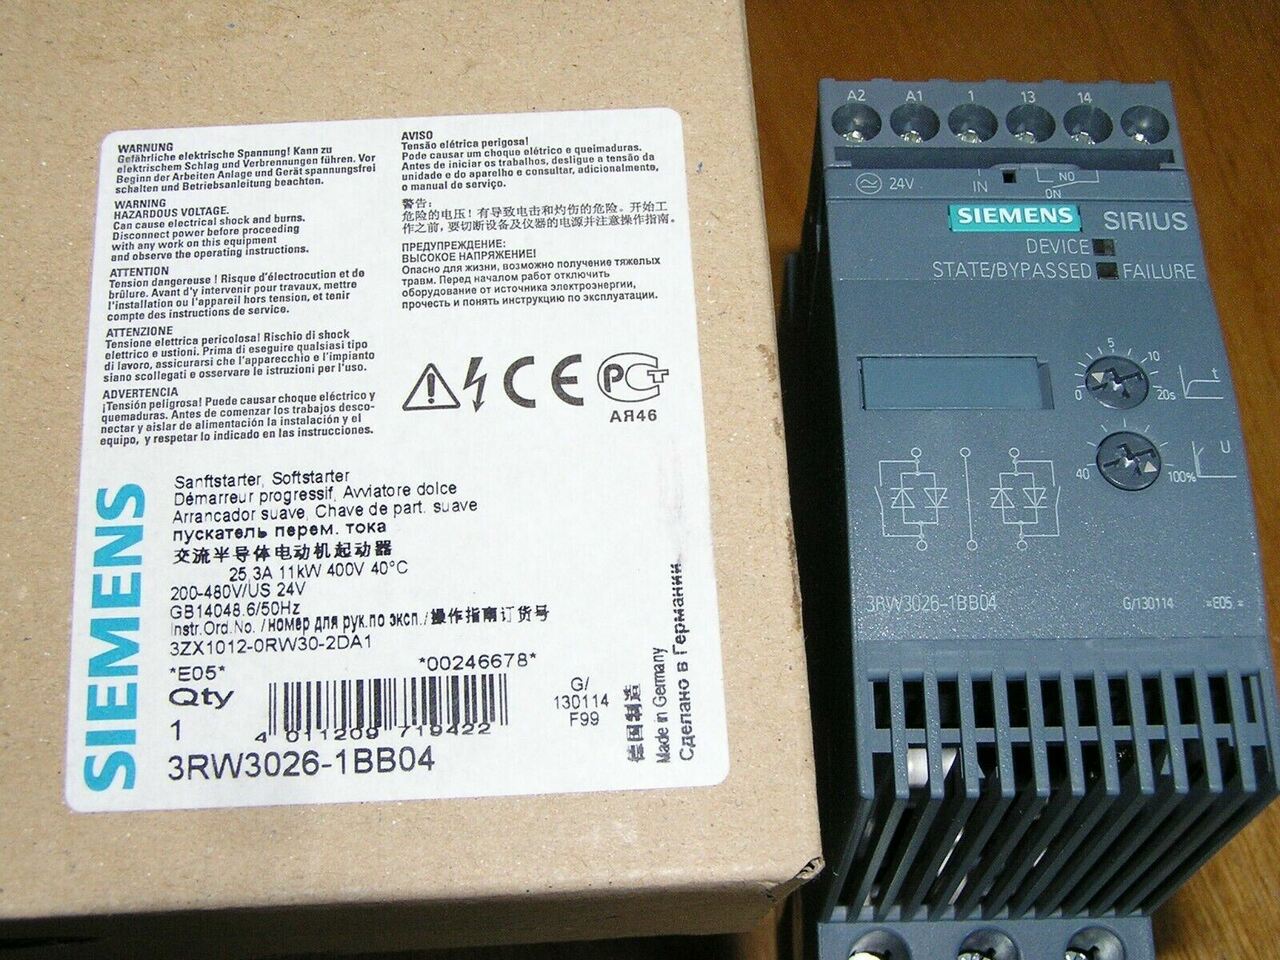 WARNUNG
Gefährliche elektrische Spannung! Kann zu
elektrischem Schlag und Verbrennungen führen. Vor
Beginn der Arbeiten Anlage und Gerät spannungsfrei
schalten und Betriebsanleitung beachten.
WARNING
HAZARDOUS VOLTAGE.
Can cause electrical shock and burns.
Disconnect power before proceeding
with any work on this equipment
and observe the operating instructions.
ATTENTION
Tension dangereuse ! Risque d'électrocution et de
brûlure. Avant d'y intervenir pour travaux, mettre
l'installation ou l'appareil hors tension, et tenir
compte des instructions de service.
ATTENZIONE
Tensione elettrica pericolosa! Rischio di shock
elettrico e ustioni. Prima di eseguire qualsiasi tipo
di lavoro, assicurarsi che l'apparecchio e l'impianto
siano scollegati e osservare le istruzioni per l'uso.
ADVERTENCIA
¡Tensión peligrosa! Puede causar choque eléctrico y
quemaduras. Antes de comenzar los trabajos desco-
nectar y aislar de alimentación la instalación y el
equipo, y respetar lo indicado en las instrucciones.
AVISO
Tensão elétrica perigosa!
Pode causar um choque elétrico e queimaduras.
Antes de iniciar os trabalhos, desligue a tensão da
unidade e do aparelho e consultar, adicionalmente,
o manual de serviço.
警告:
危险的电压! 有导致电击和灼伤的危险。开始工
作之前,要切断设备及仪器的电源并注意操作指南。
ПРЕДУПРЕЖДЕНИЕ:
ВЫСОКОЕ НАПРЯЖЕНИЕ!
Опасно для жизни, возможно получение тяжелых
травм. Перед началом работ отключить
оборудование от источника электроэнергии,
прочесть и понять инструкцию по эксплуатации.
CE
РСТ
АЯ46
SIEMENS
Sanftstarter, Softstarter
Démarreur progressif, Avviatore dolce
Arrancador suave, Chave de part. suave
пускатель перем. тока
交流半导体电动机起动器
25,3A 11kW 400V 40°C
200-480V/US 24V
GB14048.6/50Hz
Instr.Ord.No. /номер для рук.по эксп./操作指南订货号
3ZX1012-0RW30-2DA1
*E05*
*00246678*
Qty
1
4 011209 719422
G/
130114
F99
德国制造
Made in Germany
Сделано в Германии
3RW3026-1BB04
A2 A1 1 13 14
24V IN NO
ON
SIEMENS SIRIUS
DEVICE
STATE/BYPASSED FAILURE
0 5 10 20s t
40 100% U
3RW3026-1BB04 G/130114 *E05*